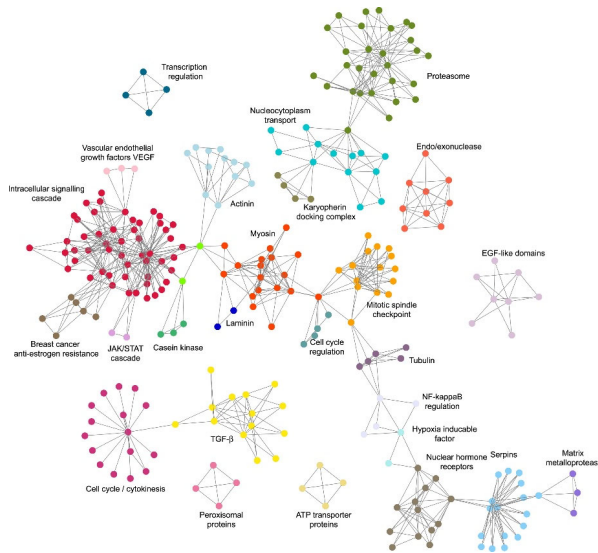 Transcription
regulation
Proteasome
Nucleocytoplasm
transport
Vascular endothelial
growth factors VEGF
Endo/exonuclease
Intracellular signalling
cascade
Actinin
Karyopherin
docking complex
Myosin
EGF-like domains
Mitotic spindle
checkpoint
Laminin
Breast cancer
anti-estrogen resistance
JAK/STAT
cascade
Casein kinase
Cell cycle
regulation
Tubulin
NF-kappaB
regulation
TGF-β
Hypoxia inducable
factor
Nuclear hormone
receptors
Serpins
Matrix
metalloproteas
Cell cycle / cytokinesis
Peroxisomal
proteins
ATP transporter
proteins